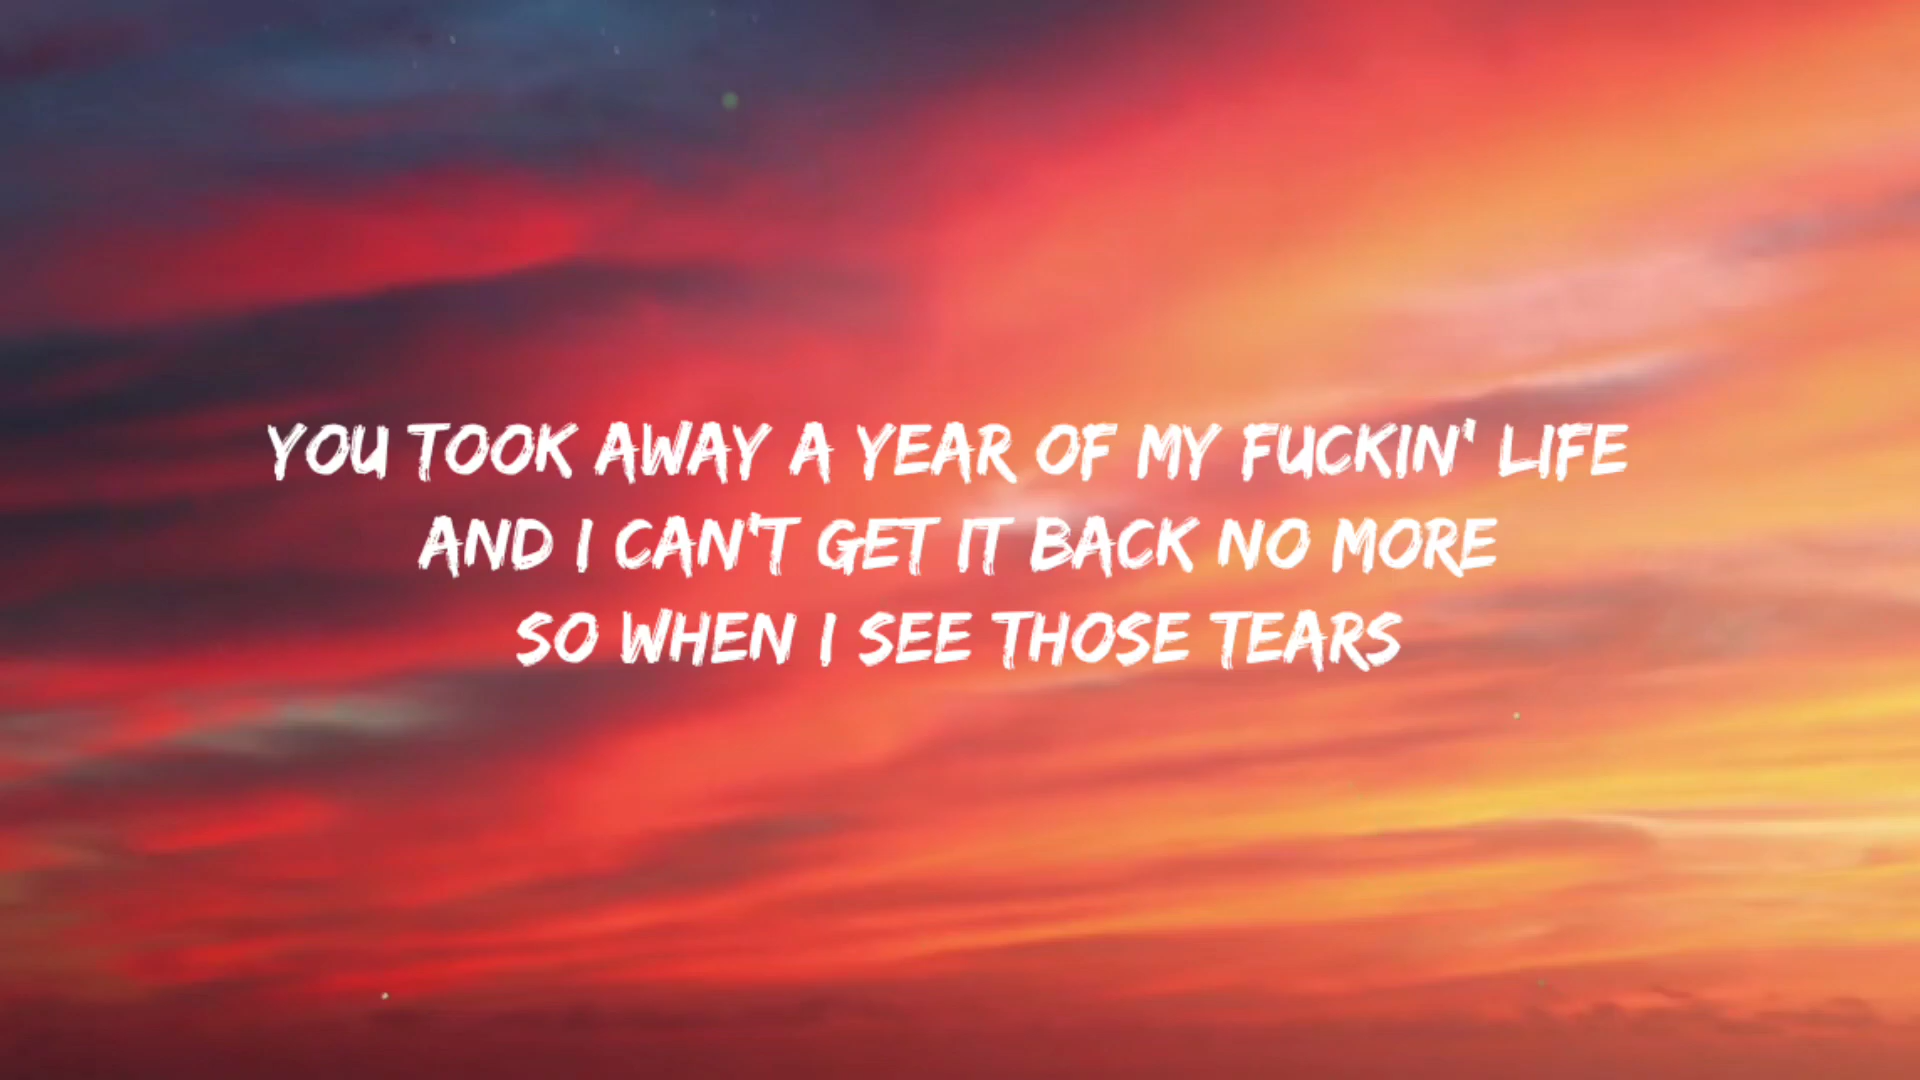 YOU TOOK AWAY A YEAR OF MY FUCKIN' LIFE
AND I CAN'T GET IT BACK NO MORE
SO WHEN I SEE THOSE TEARS